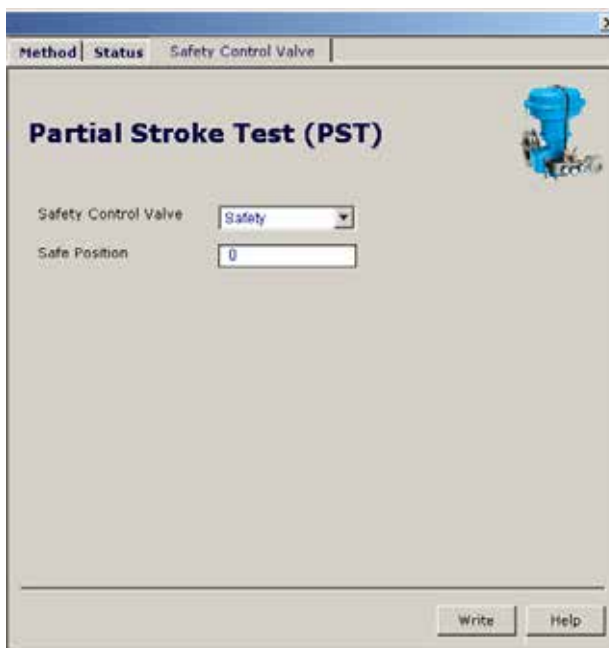 Method Status Safety Control Valve
Partial Stroke Test (PST)
Safety Control Valve Safety
Safe Position 0
Write Help